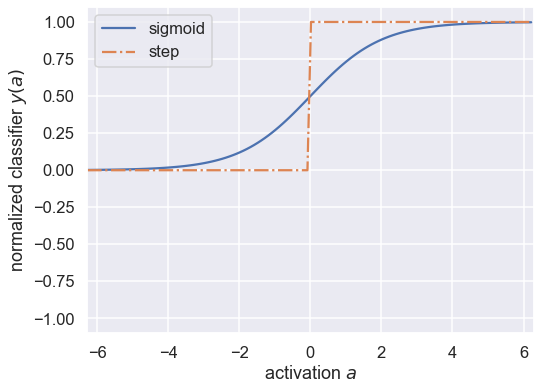 sigmoid
step
normalized classifier y(a)
1.00
0.75
0.50
0.25
0.00
−0.25
−0.50
−0.75
−1.00
−6 −4 −2 0 2 4 6
activation a